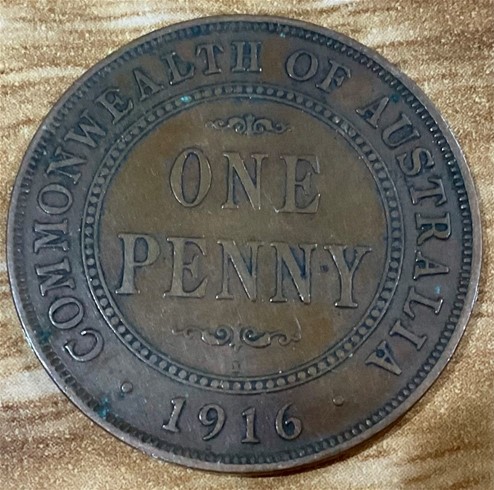 COMMONWEALTH OF AUSTRALIA
ONE
PENNY
1916